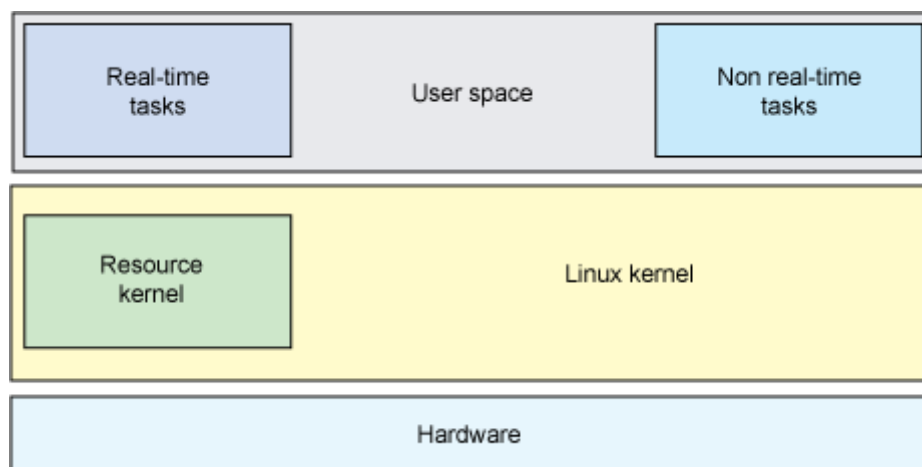 Real-time
tasks
User space
Non real-time
tasks
Resource
kernel
Linux kernel
Hardware